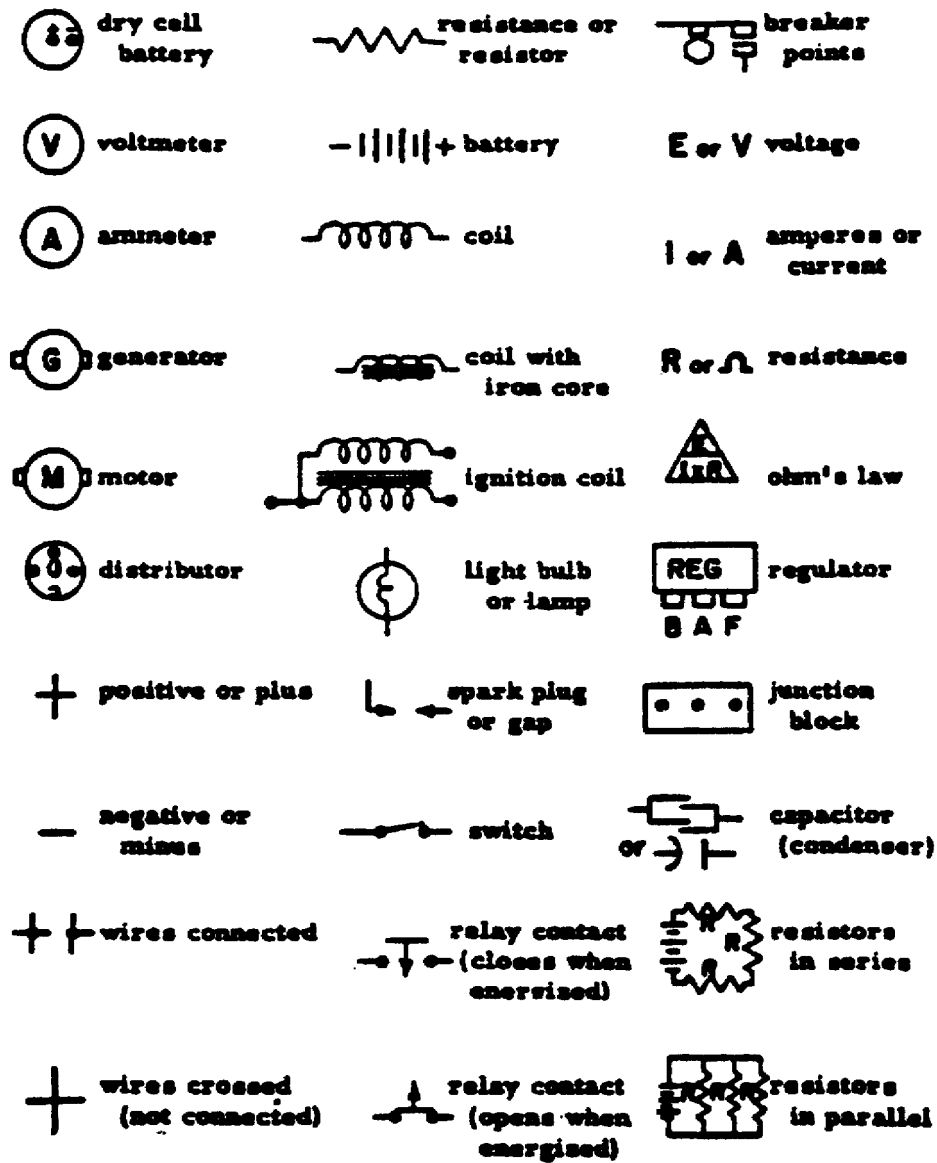 dry cell
battery
resistance or
resistor
breaker
points
V voltmeter
- + battery
E or V voltage
A ammeter
coil
I or A amperes or
current
G generator
coil with
iron core
R or Ω resistance
M motor
ignition coil
E
IxR
ohm's law
distributor
light bulb
or lamp
REG
B A F
regulator
+ positive or plus
spark plug
or gap
junction
block
- negative or
minus
switch
or
capacitor
(condenser)
wires connected
relay contact
(closes when
energized)
R
R
R
resistors
in series
wires crossed
(not connected)
relay contact
(opens when
energized)
R R R
resistors
in parallel